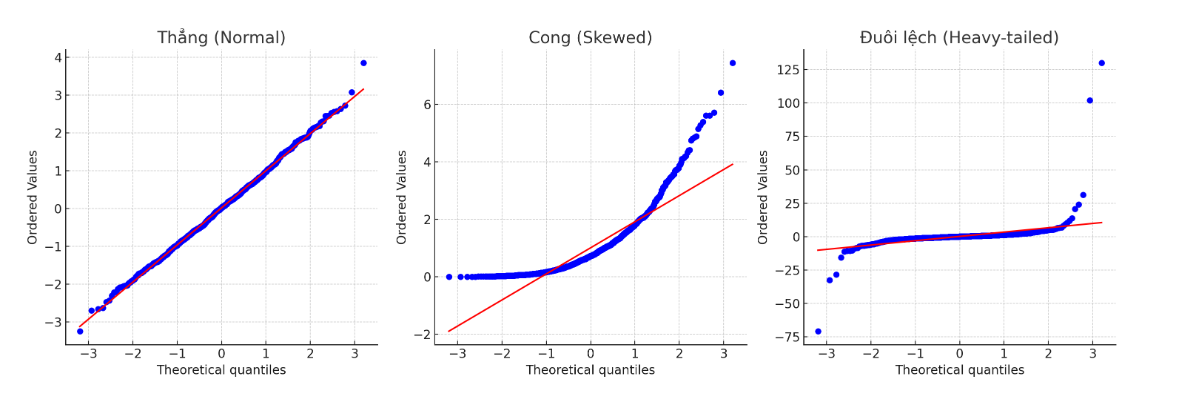 Thẳng (Normal)
4
3
2
1
0
−1
−2
−3
Ordered Values
−3 −2 −1 0 1 2 3
Theoretical quantiles
Cong (Skewed)
6
4
2
0
−2
Ordered Values
−3 −2 −1 0 1 2 3
Theoretical quantiles
Đuôi lệch (Heavy-tailed)
125
100
75
50
25
0
−25
−50
−75
Ordered Values
−3 −2 −1 0 1 2 3
Theoretical quantiles